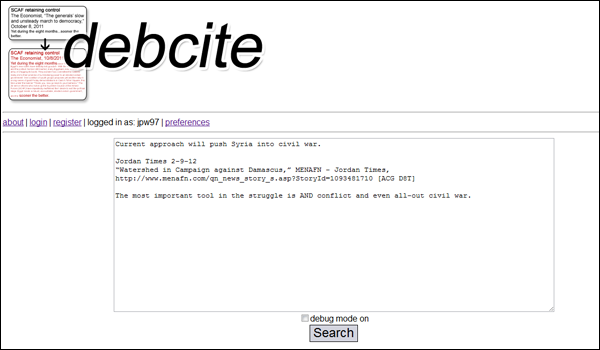 SCAF retaining control
The Economist, "The generals' slow
and unsteady march to democracy,"
October 8, 2011
Yet during the eight months...sooner the
better.
SCAF retaining control
The Economist, 10/8/2011
Yet during the eight months...
sooner the better.
debcite
about | login | register | logged in as: jpw97 | preferences
Current approach will push Syria into civil war.
Jordan Times 2-9-12
"Watershed in Campaign against Damascus," MENAFN - Jordan Times,
http://www.menafn.com/qn_news_story_s.asp?StoryId=1093481710 [ACG D8T]
The most important tool in the struggle is AND conflict and even all-out civil war.
debug mode on
Search